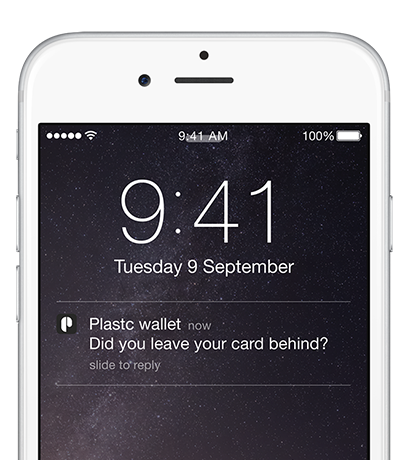 9:41 AM 100%
9:41
Tuesday 9 September
Plastc wallet now
Did you leave your card behind?
slide to reply